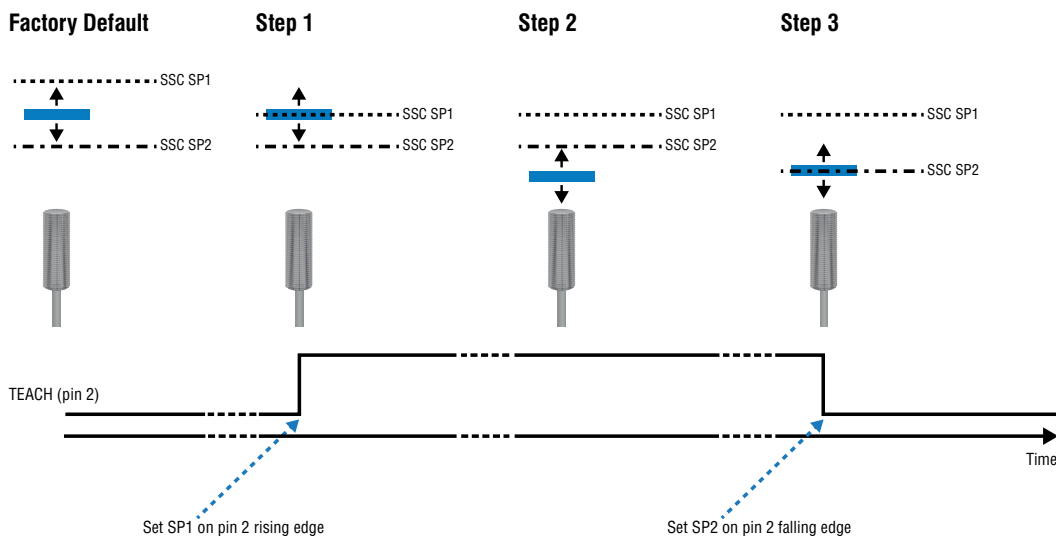 Factory Default
Step 1
Step 2
Step 3
SSC SP1
SSC SP2
SSC SP1
SSC SP2
SSC SP1
SSC SP2
SSC SP1
SSC SP2
TEACH (pin 2)
Time
Set SP1 on pin 2 rising edge
Set SP2 on pin 2 falling edge